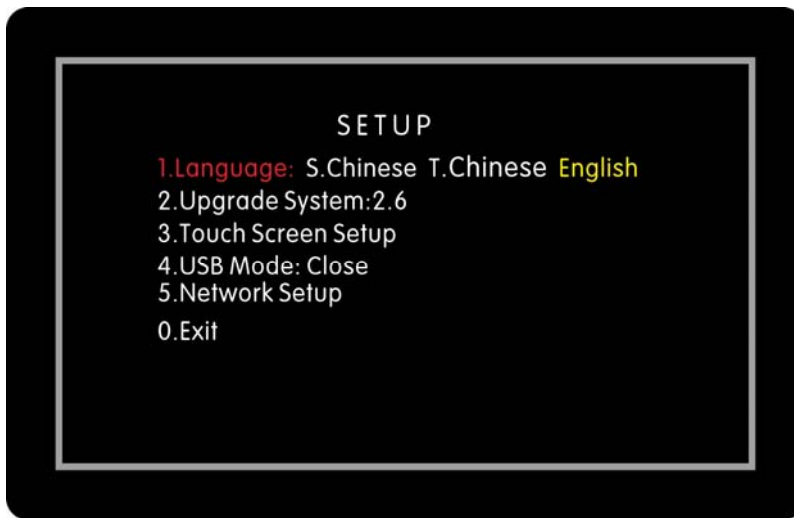 SETUP
1.Language: S.Chinese T.Chinese English
2.Upgrade System:2.6
3.Touch Screen Setup
4.USB Mode: Close
5.Network Setup
0.Exit